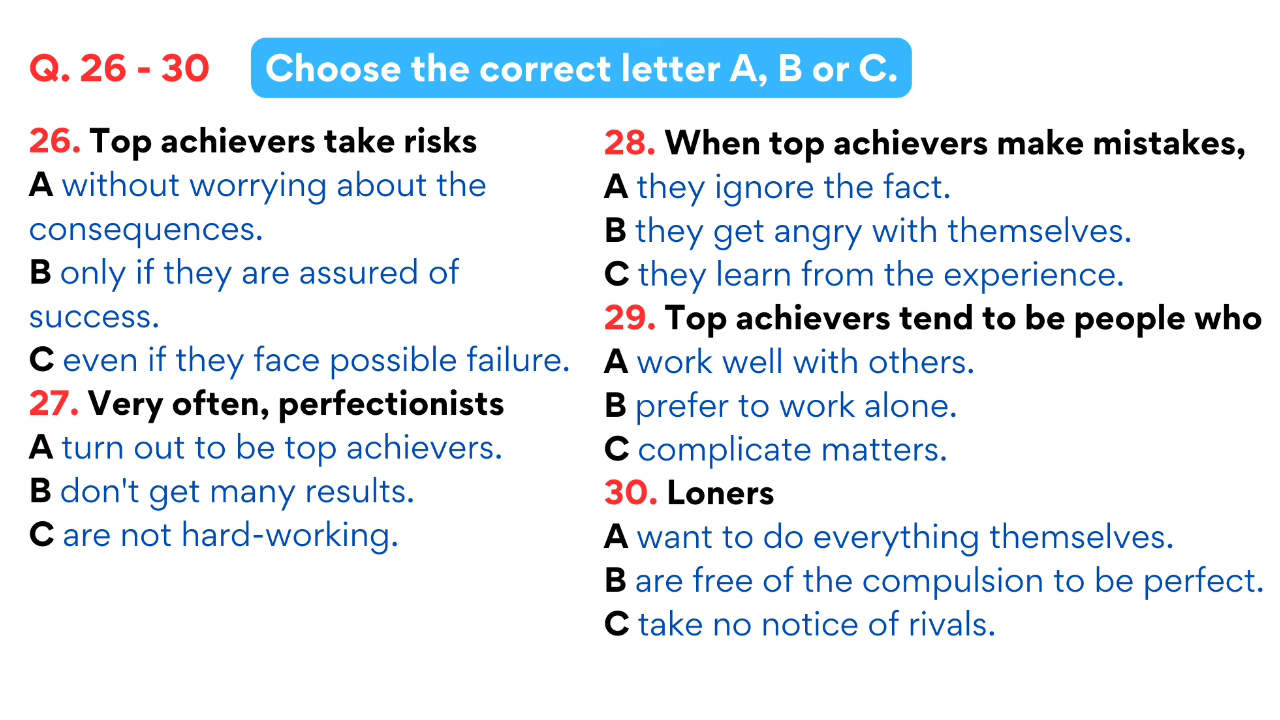 Q. 26 - 30
Choose the correct letter A, B or C.
26. Top achievers take risks
A without worrying about the
consequences.
B only if they are assured of
success.
C even if they face possible failure.
27. Very often, perfectionists
A turn out to be top achievers.
B don't get many results.
C are not hard-working.
28. When top achievers make mistakes,
A they ignore the fact.
B they get angry with themselves.
C they learn from the experience.
29. Top achievers tend to be people who
A work well with others.
B prefer to work alone.
C complicate matters.
30. Loners
A want to do everything themselves.
B are free of the compulsion to be perfect.
C take no notice of rivals.